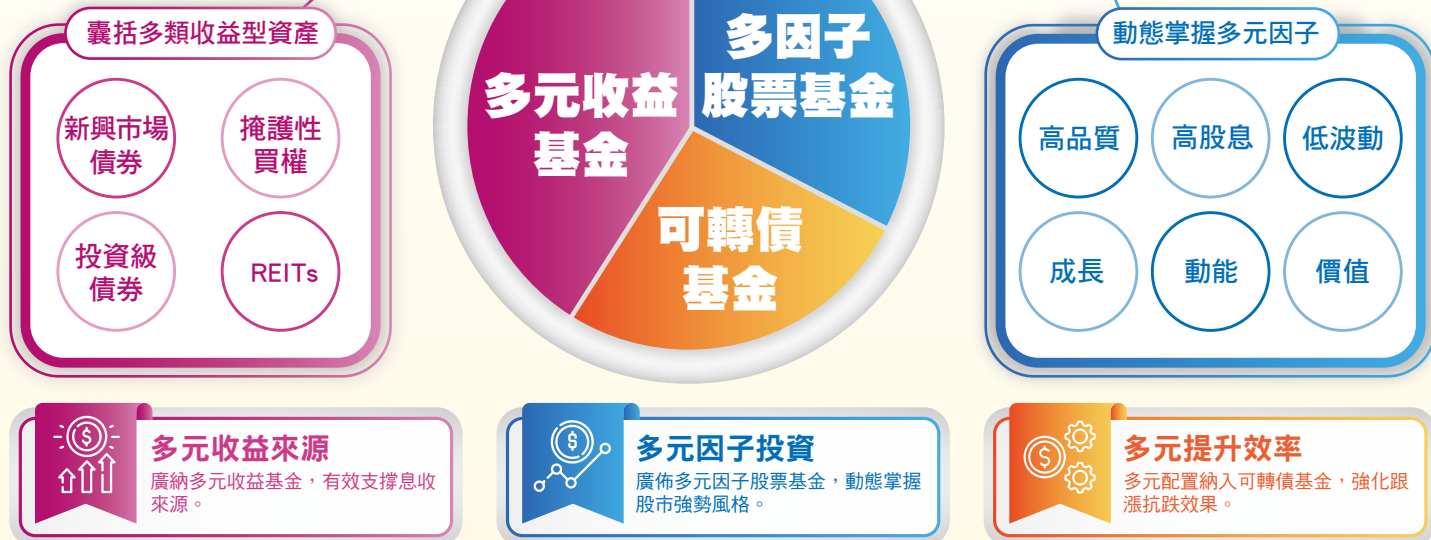 囊括多類收益型資產
新興市場
債券
掩護性
買權
投資級
債券
REITs
多元收益
基金
多因子
股票基金
可轉債
基金
動態掌握多元因子
高品質
高股息
低波動
成長
動能
價值
多元收益來源
廣納多元收益基金，有效支撐息收
來源。
多元因子投資
廣佈多元因子股票基金，動態掌握
股市強勢風格。
多元提升效率
多元配置納入可轉債基金，強化跟
漲抗跌效果。